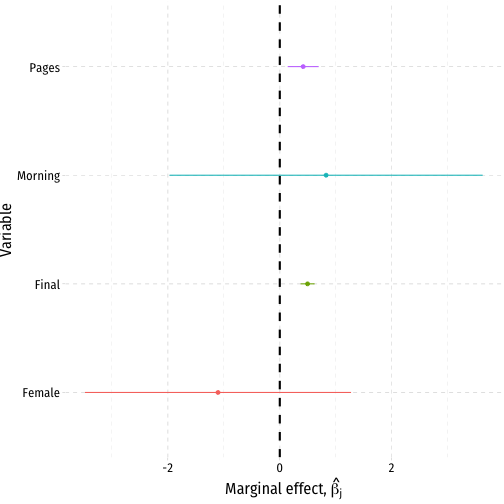 Pages
Morning
Final
Female
Variable
-2 0 2
Marginal effect, β̂j